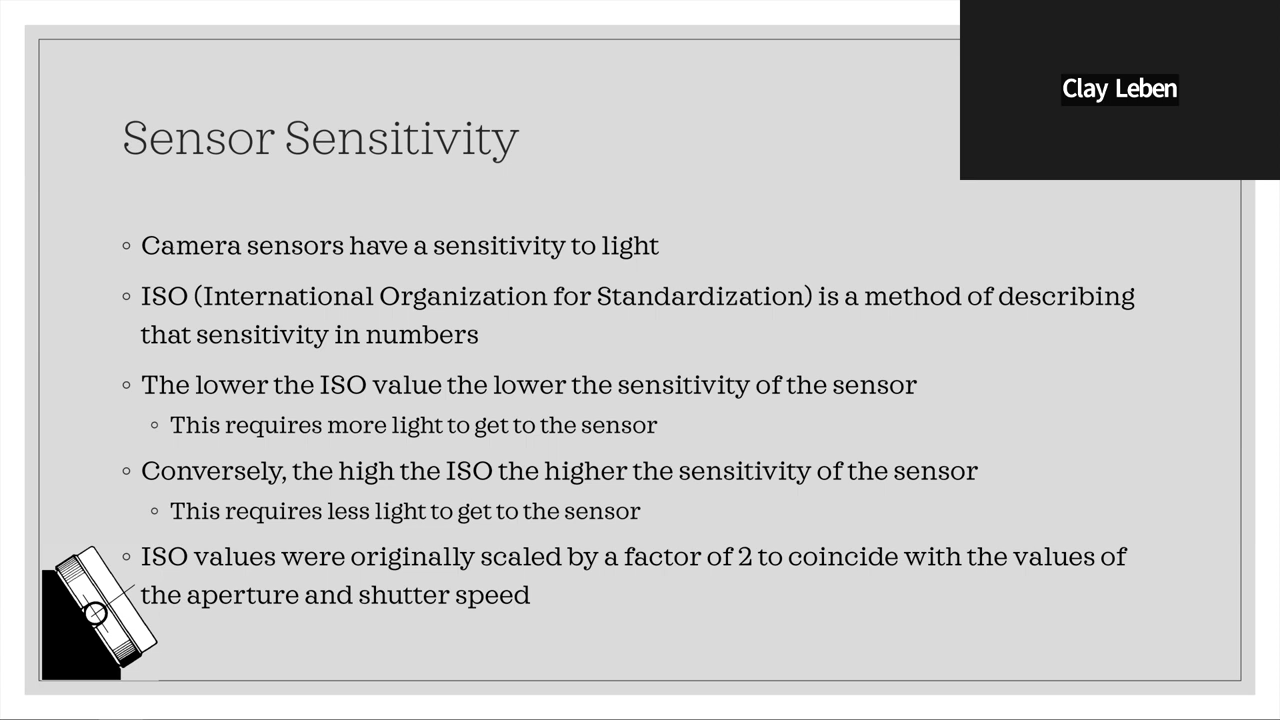 Clay Leben
Sensor Sensitivity
◦ Camera sensors have a sensitivity to light
◦ ISO (International Organization for Standardization) is a method of describing
that sensitivity in numbers
◦ The lower the ISO value the lower the sensitivity of the sensor
◦ This requires more light to get to the sensor
◦ Conversely, the high the ISO the higher the sensitivity of the sensor
◦ This requires less light to get to the sensor
◦ ISO values were originally scaled by a factor of 2 to coincide with the values of
the aperture and shutter speed